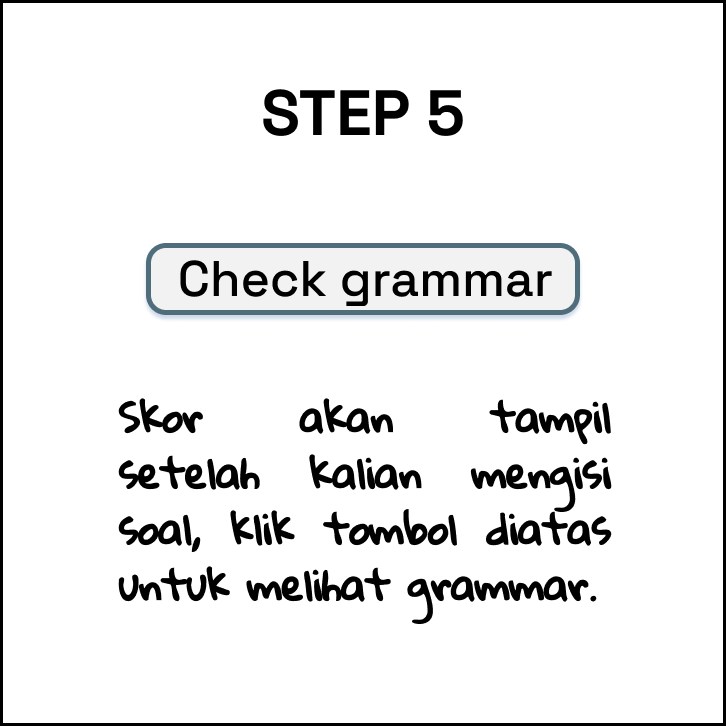 STEP 5
Check grammar
Skor akan tampil
setelah kalian mengisi
soal, klik tombol diatas
untuk melihat grammar.